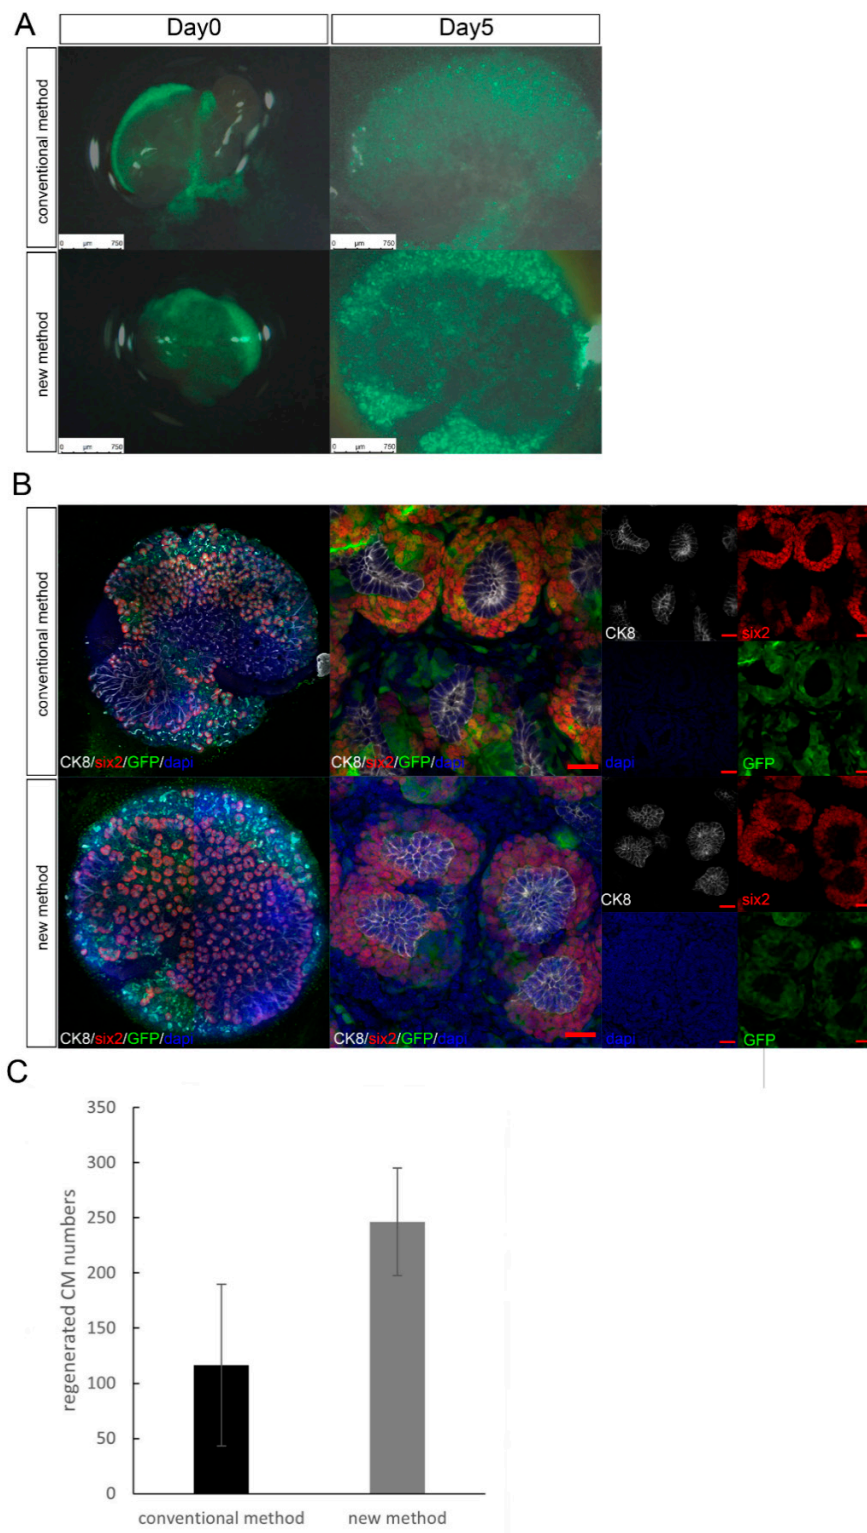 A
Day0
Day5
conventional method
0 µm 750
0 µm 750
new method
0 µm 750
0 µm 750
B
conventional method
CK8/six2/GFP/dapi
CK8/six2/GFP/dapi
CK8
six2
dapi
GFP
new method
CK8/six2/GFP/dapi
CK8/six2/GFP/dapi
CK8
six2
dapi
GFP
C
regenerated CM numbers
350
300
250
200
150
100
50
0
conventional method
new method